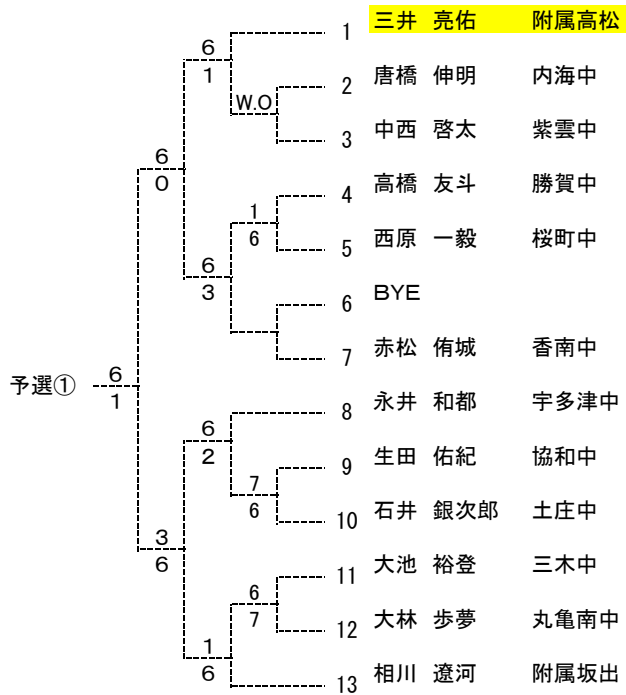 1 三井 亮佑 附属高松
6
1
2 唐橋 伸明 内海中
W.O
3 中西 啓太 紫雲中
6
0
4 高橋 友斗 勝賀中
1
6
5 西原 一毅 桜町中
6
3
6 BYE
7 赤松 侑城 香南中
予選① 6
1
8 永井 和都 宇多津中
6
2
9 生田 佑紀 協和中
7
6
10 石井 銀次郎 土庄中
3
6
11 大池 裕登 三木中
6
7
12 大林 歩夢 丸亀南中
1
6
13 相川 遼河 附属坂出